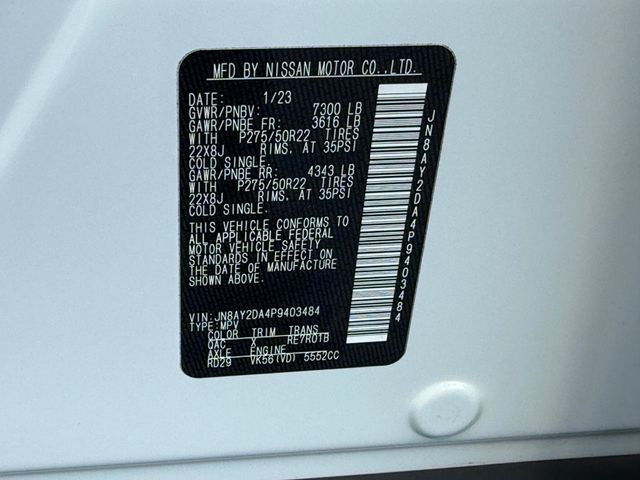 MFD BY NISSAN MOTOR CO.,LTD.
DATE: 1/23
GVWR/PNBV: 7300 LB
GAWR/PNBE FR: 3616 LB
WITH P275/50R22 TIRES
22X8J RIMS. AT 35PSI
COLD SINGLE.
GAWR/PNBE RR: 4343 LB
WITH P275/50R22 TIRES
22X8J RIMS. AT 35PSI
COLD SINGLE.
THIS VEHICLE CONFORMS TO
ALL APPLICABLE FEDERAL
MOTOR VEHICLE SAFETY
STANDARDS IN EFFECT ON
THE DATE OF MANUFACTURE
SHOWN ABOVE.
VIN: JN8AY2DA4P9403484
TYPE: MPV
COLOR TRIM TRANS
QAC X RE7R01B
AXLE ENGINE
RD29 VK56(VD) 5552CC
JN8AY2DA4P9403484